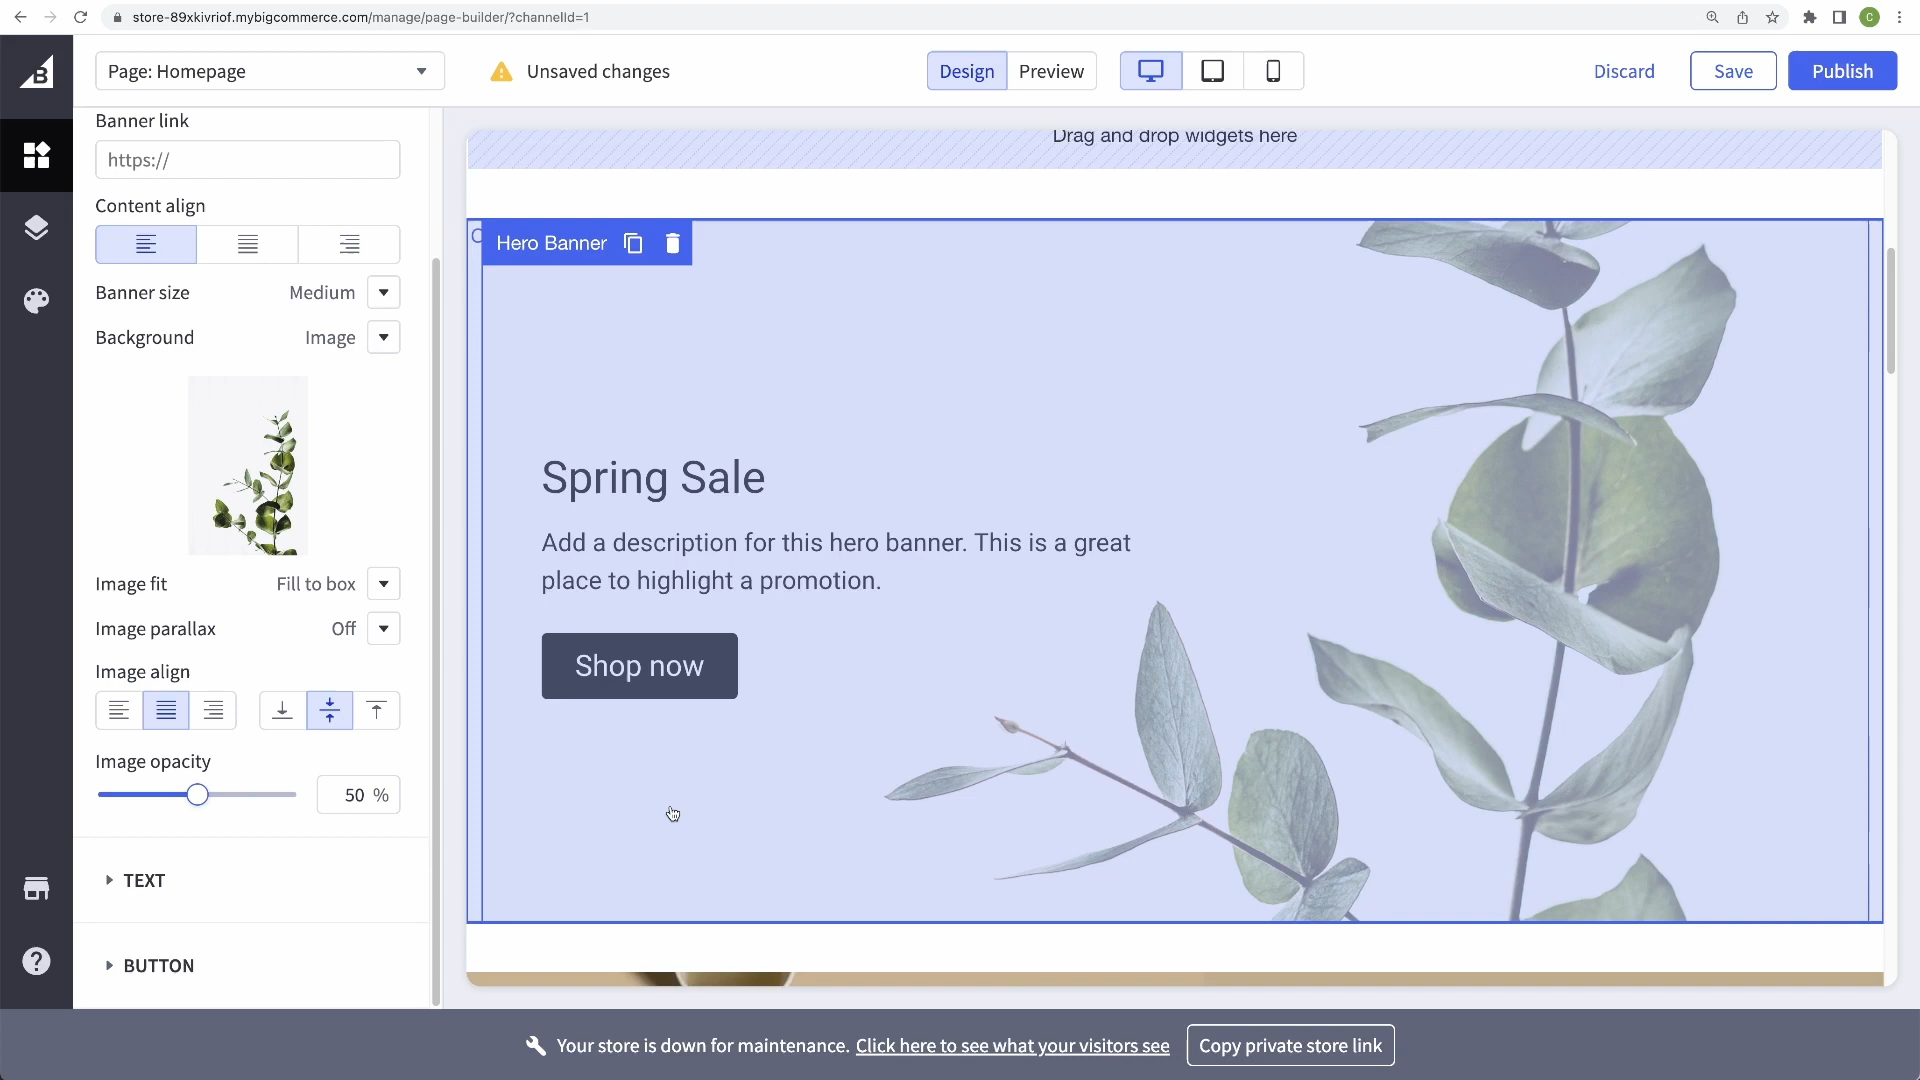 store-89xkivriof.mybigcommerce.com/manage/page-builder/?channelId=1
C
B
Page: Homepage
Unsaved changes
Design
Preview
Discard
Save
Publish
Banner link
https://
Content align
Banner size
Medium
Background
Image
Image fit
Fill to box
Image parallax
Off
Image align
Image opacity
50 %
TEXT
BUTTON
Drag and drop widgets here
Hero Banner
Spring Sale
Add a description for this hero banner. This is a great
place to highlight a promotion.
Shop now
Your store is down for maintenance. Click here to see what your visitors see
Copy private store link